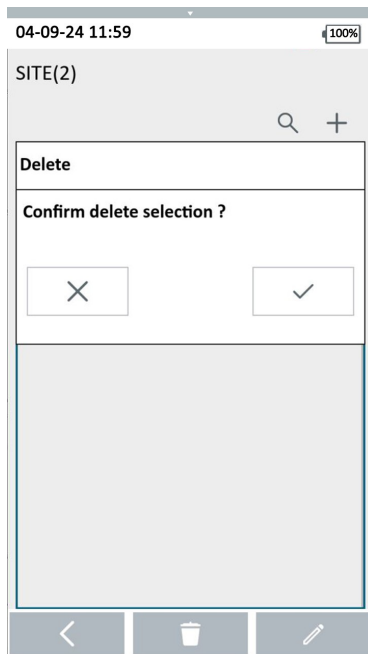 04-09-24 11:59
100%
SITE(2)
Delete
Confirm delete selection ?